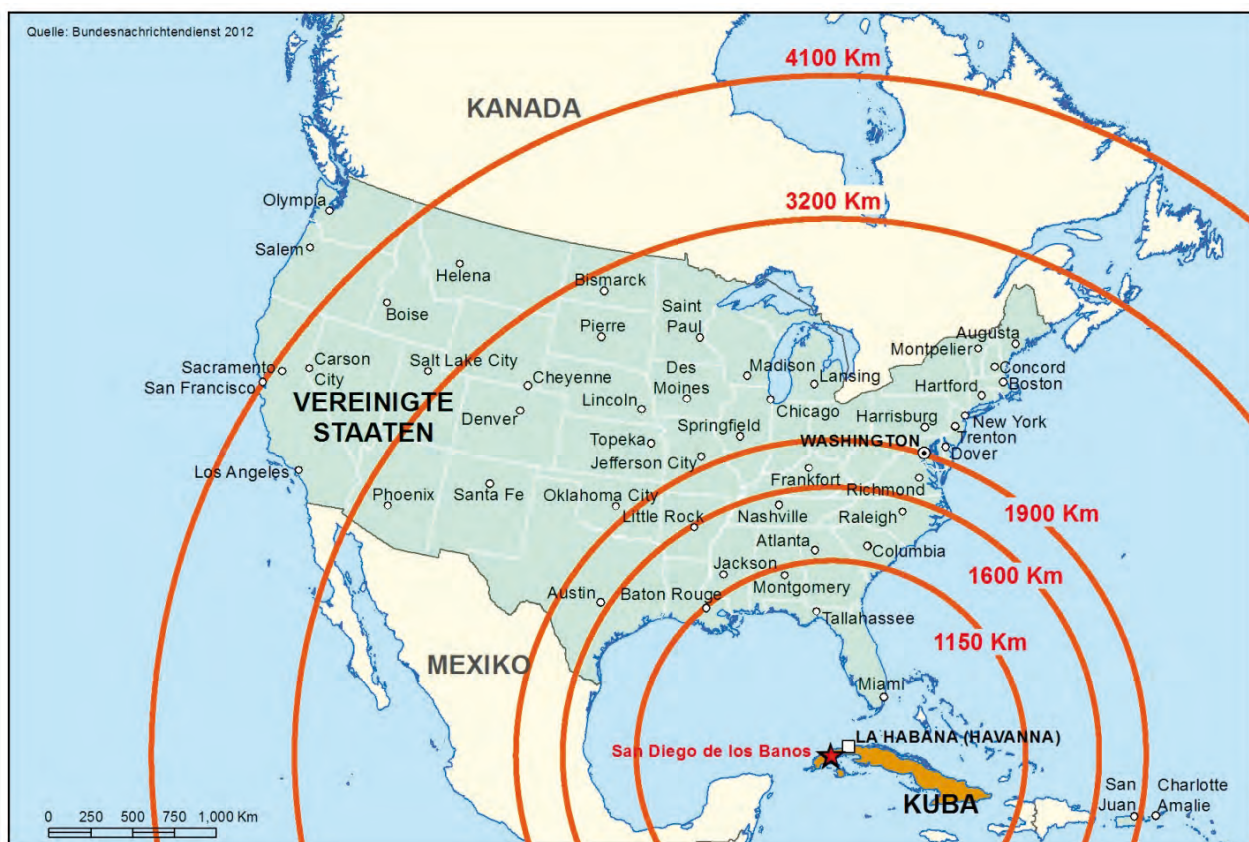 Quelle: Bundesnachrichtendienst 2012
4100 Km
KANADA
3200 Km
Olympia
Salem
Helena
Bismarck
Boise
Pierre
Saint
Paul
Augusta
Montpelier
Sacramento
San Francisco
Carson
City
Salt Lake City
Cheyenne
Des
Moines
Madison
Lansing
Concord
Boston
Hartford
VEREINIGTE
STAATEN
Denver
Lincoln
Chicago
Springfield
Harrisburg
New York
Trenton
Topeka
WASHINGTON
Dover
Jefferson City
Los Angeles
Frankfort
Phoenix
Santa Fe
Oklahoma City
Richmond
Little Rock
Nashville
Raleigh
1900 Km
Atlanta
Columbia
Jackson
1600 Km
Montgomery
Austin
Baton Rouge
Tallahassee
1150 Km
MEXIKO
Miami
LA HABANA (HAVANNA)
San Diego de los Banos
KUBA
San
Juan
Charlotte
Amalie
0 250 500 750 1,000 Km